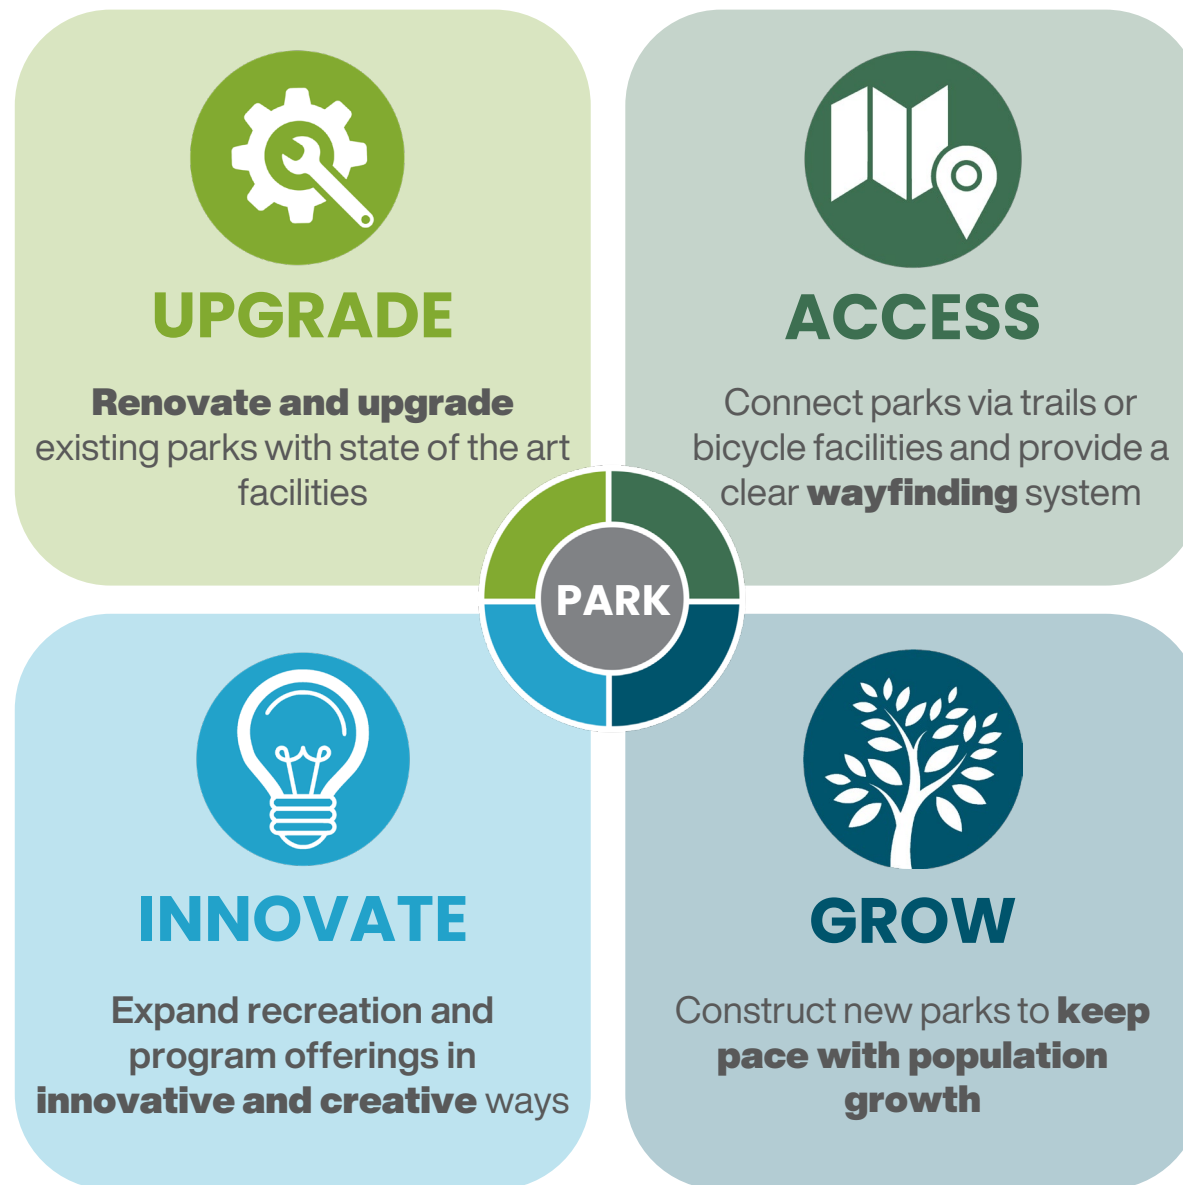 UPGRADE
Renovate and upgrade
existing parks with state of the art
facilities
ACCESS
Connect parks via trails or
bicycle facilities and provide a
clear wayfinding system
PARK
INNOVATE
Expand recreation and
program offerings in
innovative and creative ways
GROW
Construct new parks to keep
pace with population
growth